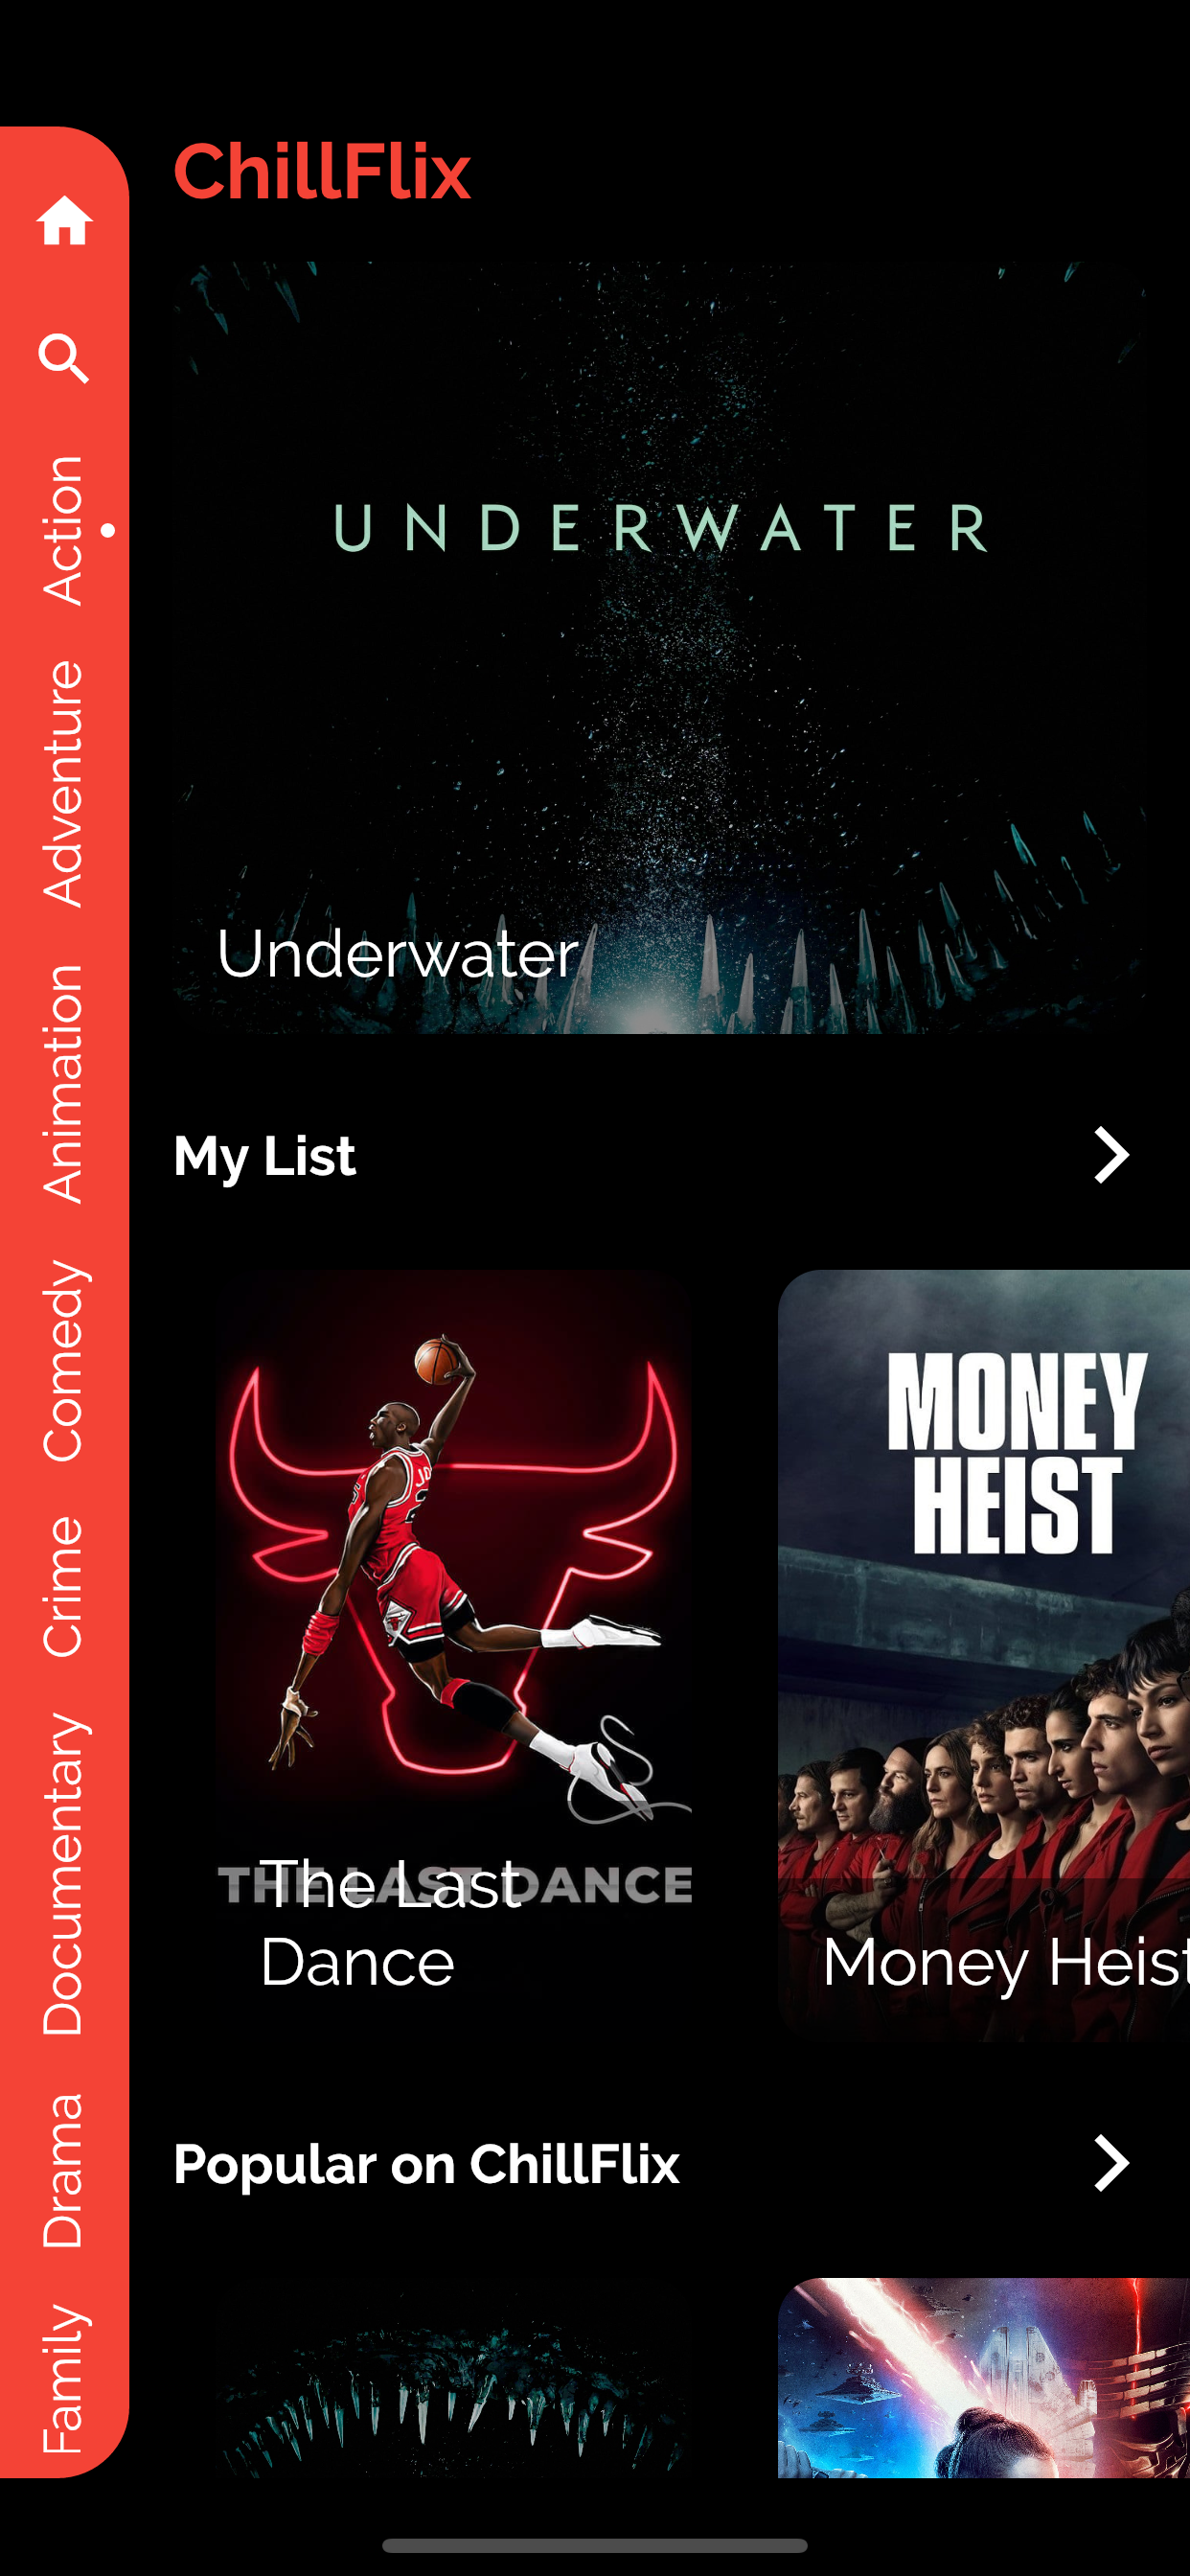 ChillFlix
Action
Adventure
Animation
Comedy
Crime
Documentary
Drama
Family
UNDERWATER
Underwater
My List
JO
THE LAST DANCE
The Last
Dance
MONEY
HEIST
Money Heist
Popular on ChillFlix